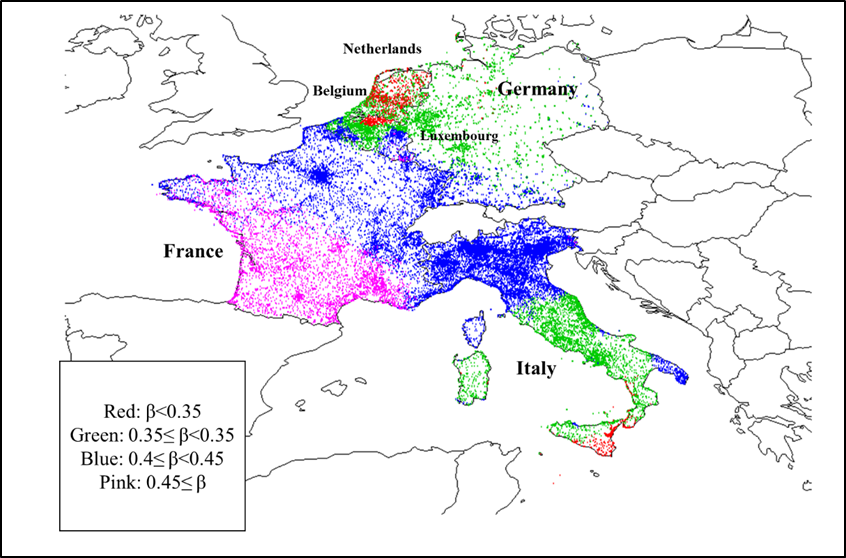 Netherlands
Belgium
Germany
Luxembourg
France
Italy
Red: β<0.35
Green: 0.35≤ β<0.35
Blue: 0.4≤ β<0.45
Pink: 0.45≤ β